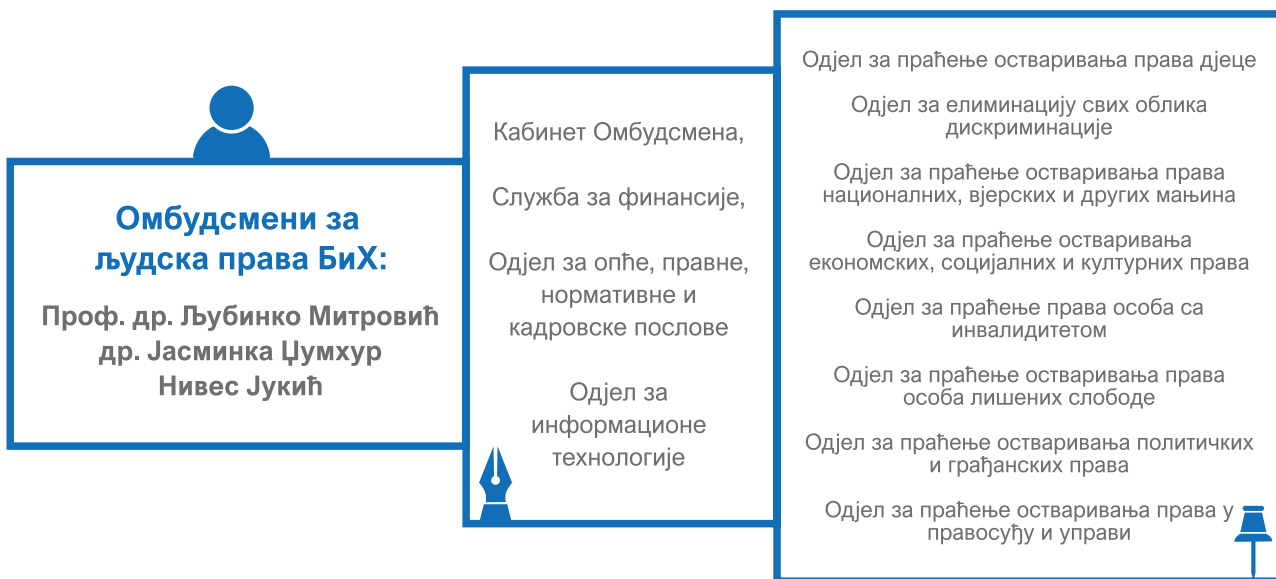 Омбудсмени за
људска права БиХ:
Проф. др. Љубинко Митровић
др. Јасминка Џумхур
Нивес Јукић
Кабинет Омбудсмена,
Служба за финансије,
Одјел за опће, правне,
нормативне и
кадровске послове
Одјел за
информационе
технологије
Одјел за праћење остваривања права дјеце
Одјел за елиминацију свих облика
дискриминације
Одјел за праћење остваривања права
националних, вјерских и других мањина
Одјел за праћење остваривања
економских, социјалних и културних права
Одјел за праћење права особа са
инвалидитетом
Одјел за праћење остваривања права
особа лишених слободе
Одјел за праћење остваривања политичких
и грађанских права
Одјел за праћење остваривања права у
правосуђу и управи